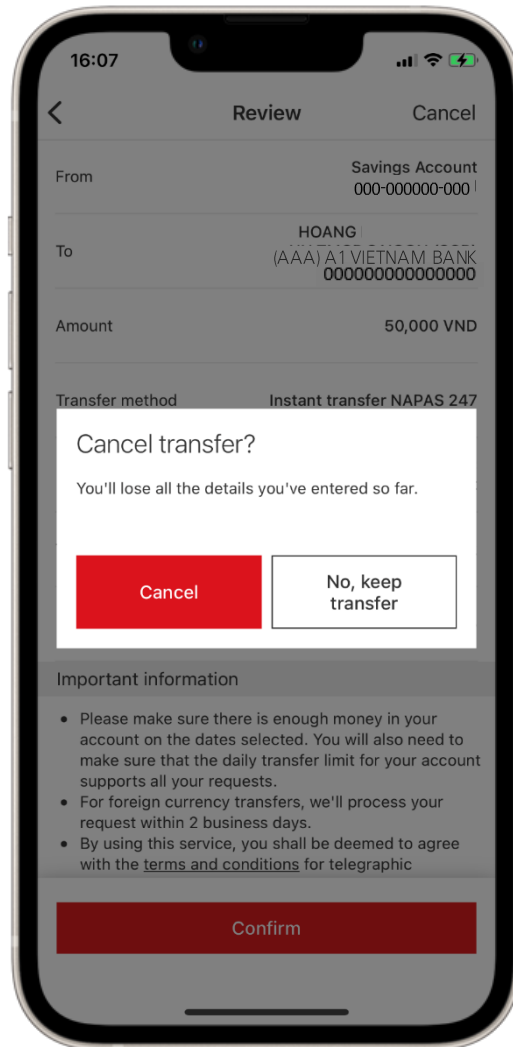 16:07
Review
Cancel
From
Savings Account
000-000000-000
To
HOANG
(AAA) A1 VIETNAM BANK
000000000000000
Amount
50,000 VND
Transfer method
Instant transfer NAPAS 247
Cancel transfer?
You'll lose all the details you've entered so far.
Cancel
No, keep
transfer
Important information
• Please make sure there is enough money in your
account on the dates selected. You will also need to
make sure that the daily transfer limit for your account
supports all your requests.
• For foreign currency transfers, we'll process your
request within 2 business days.
• By using this service, you shall be deemed to agree
with the terms and conditions for telegraphic
Confirm